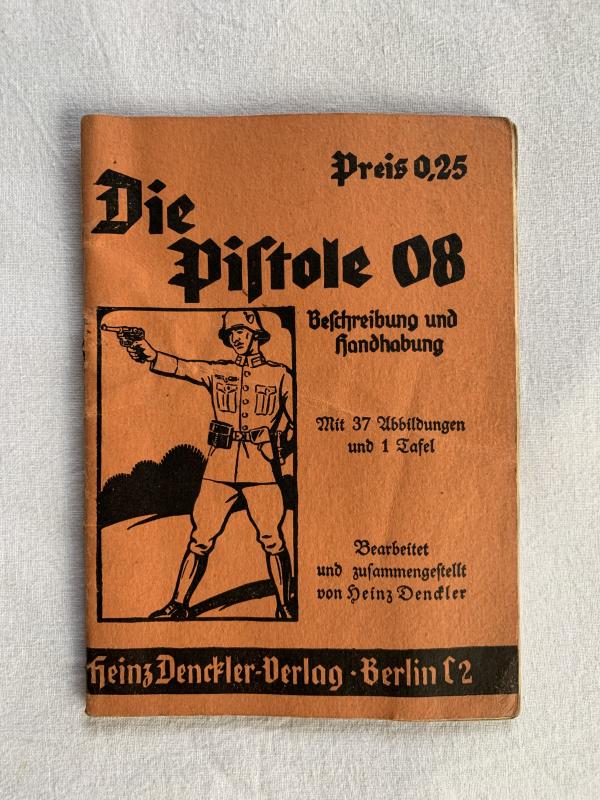 Preis 0,25
Die
Piſtole 08
Beſchreibung und
Handhabung
Mit 37 Abbildungen
und 1 Tafel
Bearbeitet
und zuſammengeſtellt
von Heinz Denckler
Heinz Denckler-Verlag · Berlin C 2